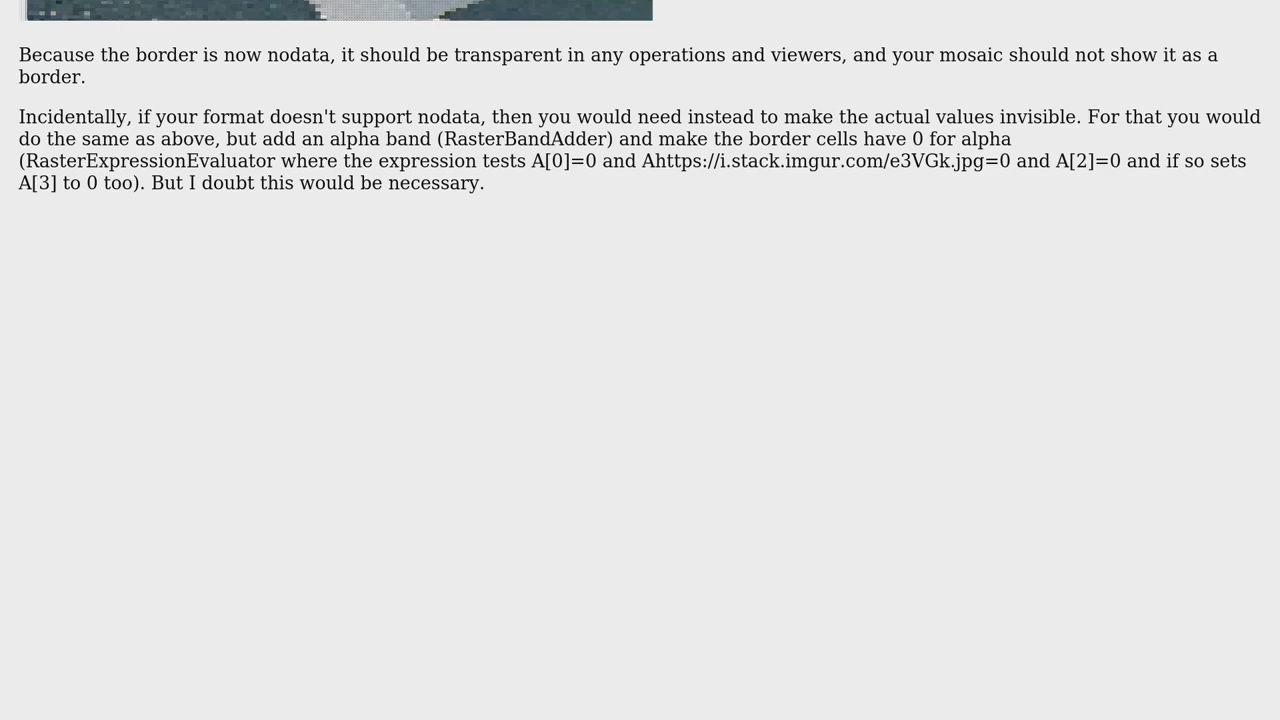 Because the border is now nodata, it should be transparent in any operations and viewers, and your mosaic should not show it as a
border.
Incidentally, if your format doesn't support nodata, then you would need instead to make the actual values invisible. For that you would
do the same as above, but add an alpha band (RasterBandAdder) and make the border cells have 0 for alpha
(RasterExpressionEvaluator where the expression tests A[0]=0 and Ahttps://i.stack.imgur.com/e3VGk.jpg=0 and A[2]=0 and if so sets
A[3] to 0 too). But I doubt this would be necessary.